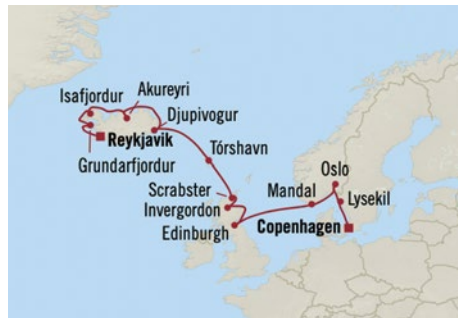 Akureyri
Isafjordur
Djupivogur
Reykjavik
Grundarfjordur
Tórshavn
Oslo
Scrabster
Mandal
Lysekil
Invergordon
Edinburgh
Copenhagen